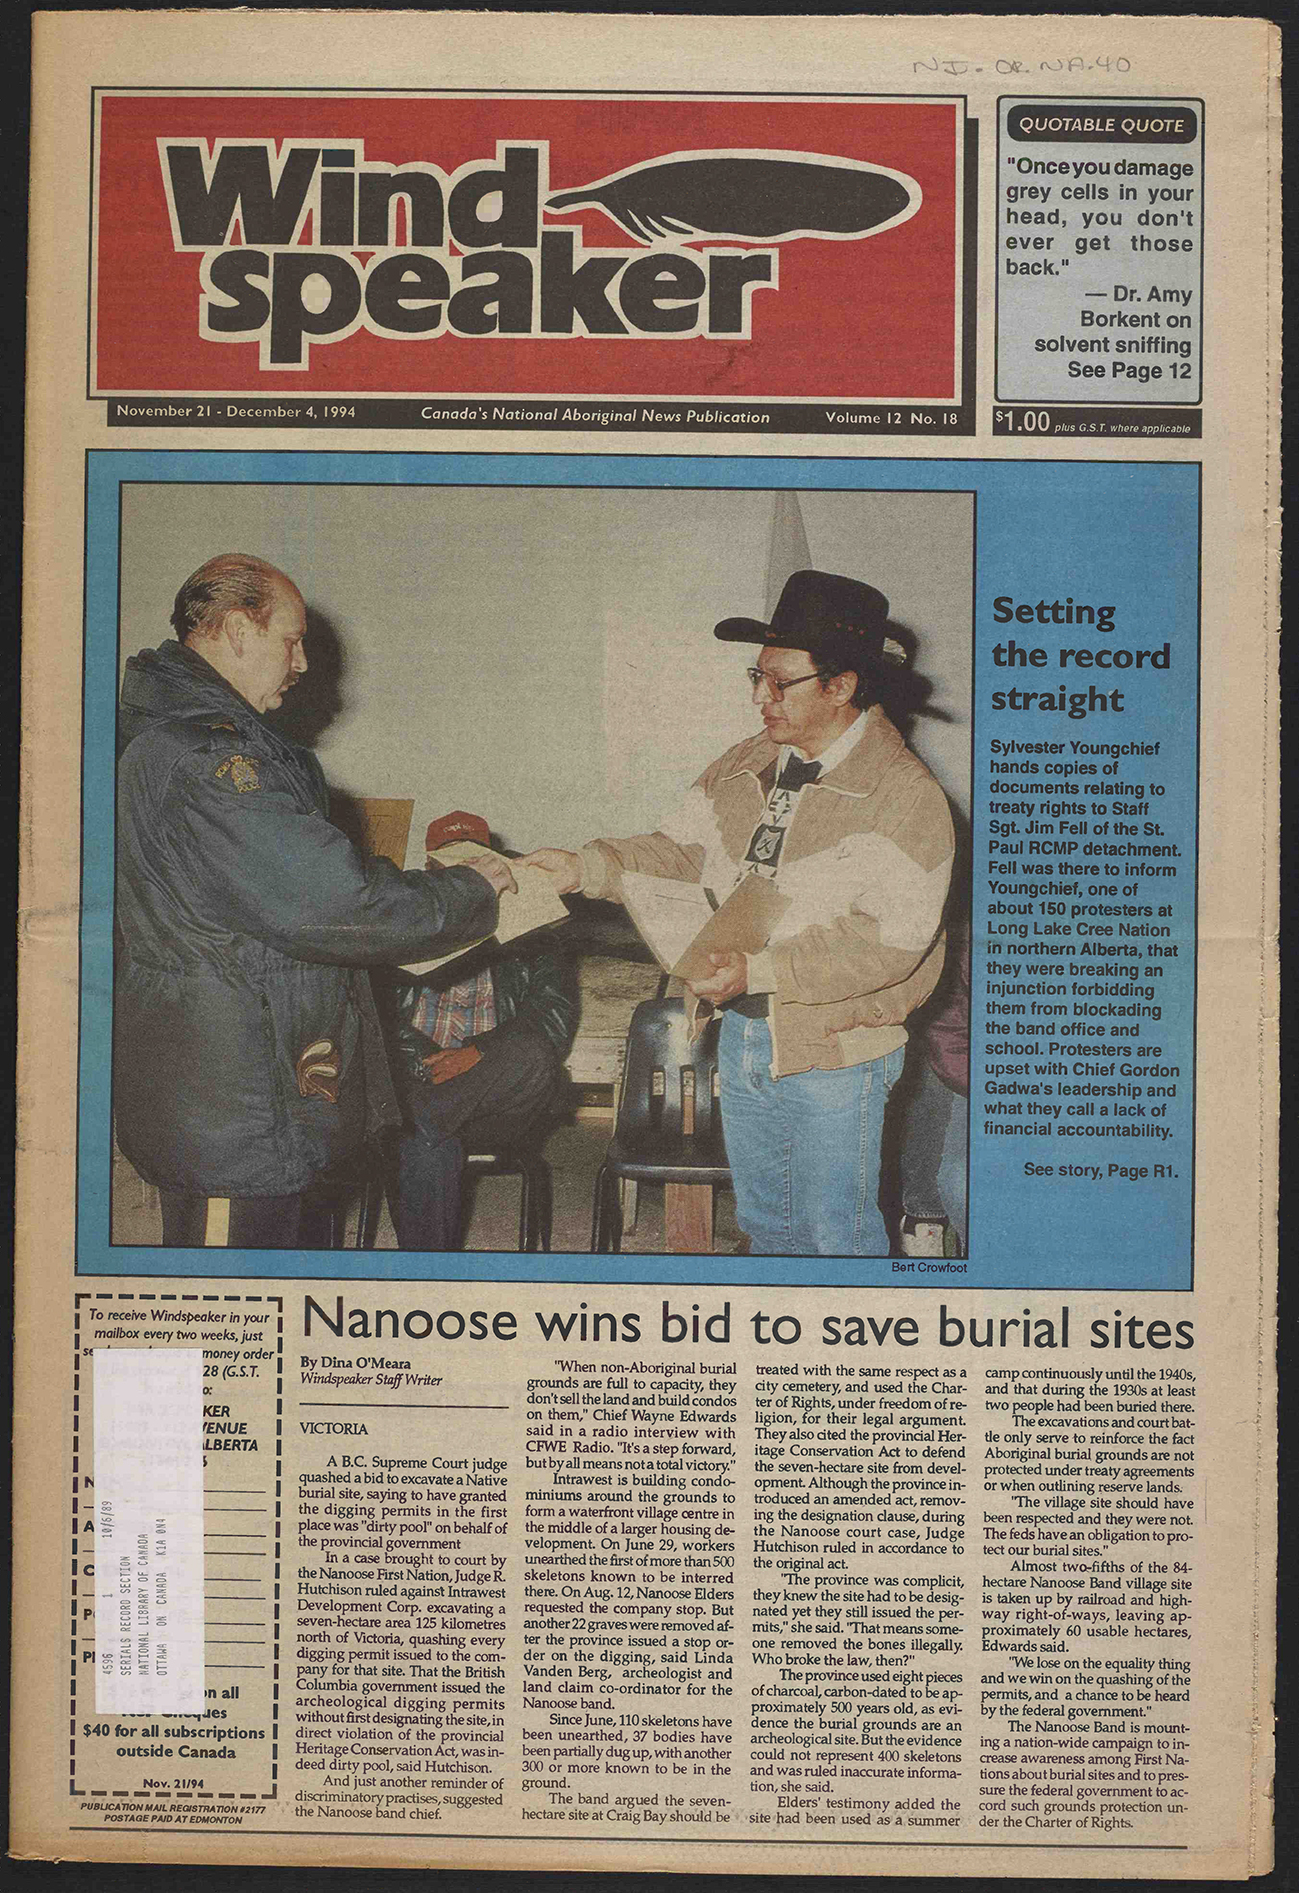 NI. OR. NA.40
Wind
speaker
November 21 - December 4, 1994
Canada's National Aboriginal News Publication
Volume 12 No. 18
QUOTABLE QUOTE
"Once you damage
grey cells in your
head, you don't
ever get those
back."
— Dr. Amy
Borkent on
solvent sniffing
See Page 12
$1.00 plus G.S.T. where applicable
Setting
the record
straight
Sylvester Youngchief
hands copies of
documents relating to
treaty rights to Staff
Sgt. Jim Fell of the St.
Paul RCMP detachment.
Fell was there to inform
Youngchief, one of
about 150 protesters at
Long Lake Cree Nation
in northern Alberta, that
they were breaking an
injunction forbidding
them from blockading
the band office and
school. Protesters are
upset with Chief Gordon
Gadwa's leadership and
what they call a lack of
financial accountability.
See story, Page R1.
Bert Crowfoot
To receive Windspeaker in your
mailbox every two weeks, just
money order
28 (G.S.T.
KER
ENUE
LBERTA
4596 1 10/6/89
SERIALS RECORD SECTION
NATIONAL LIBRARY OF CANADA
OTTAWA ON CANADA K1A 0N4
on all
$40 for all subscriptions
outside Canada
Nov. 21/94
PUBLICATION MAIL REGISTRATION #2177
POSTAGE PAID AT EDMONTON
Nanoose wins bid to save burial sites
By Dina O'Meara
Windspeaker Staff Writer
VICTORIA
A B.C. Supreme Court judge
quashed a bid to excavate a Native
burial site, saying to have granted
the digging permits in the first
place was "dirty pool" on behalf of
the provincial government
In a case brought to court by
the Nanoose First Nation, Judge R.
Hutchison ruled against Intrawest
Development Corp. excavating a
seven-hectare area 125 kilometres
north of Victoria, quashing every
digging permit issued to the com-
pany for that site. That the British
Columbia government issued the
archeological digging permits
without first designating the site, in
direct violation of the provincial
Heritage Conservation Act, was in-
deed dirty pool, said Hutchison.
And just another reminder of
discriminatory practises, suggested
the Nanoose band chief.
"When non-Aboriginal burial
grounds are full to capacity, they
don't sell the land and build condos
on them," Chief Wayne Edwards
said in a radio interview with
CFWE Radio. "It's a step forward,
but by all means not a total victory."
Intrawest is building condo-
miniums around the grounds to
form a waterfront village centre in
the middle of a larger housing de-
velopment. On June 29, workers
unearthed the first of more than 500
skeletons known to be interred
there. On Aug. 12, Nanoose Elders
requested the company stop. But
another 22 graves were removed af-
ter the province issued a stop or-
der on the digging, said Linda
Vanden Berg, archeologist and
land claim co-ordinator for the
Nanoose band.
Since June, 110 skeletons have
been unearthed, 37 bodies have
been partially dug up, with another
300 or more known to be in the
ground.
The band argued the seven-
hectare site at Craig Bay should be
treated with the same respect as a
city cemetery, and used the Char-
ter of Rights, under freedom of re-
ligion, for their legal argument.
They also cited the provincial Her-
itage Conservation Act to defend
the seven-hectare site from devel-
opment. Although the province in-
troduced an amended act, remov-
ing the designation clause, during
the Nanoose court case, Judge
Hutchison ruled in accordance to
the original act.
"The province was complicit,
they knew the site had to be desig-
nated yet they still issued the per-
mits," she said. "That means some-
one removed the bones illegally.
Who broke the law, then?"
The province used eight pieces
of charcoal, carbon-dated to be ap-
proximately 500 years old, as evi-
dence the burial grounds are an
archeological site. But the evidence
could not represent 400 skeletons
and was ruled inaccurate informa-
tion, she said.
Elders' testimony added the
site had been used as a summer
camp continuously until the 1940s,
and that during the 1930s at least
two people had been buried there.
The excavations and court bat-
tle only serve to reinforce the fact
Aboriginal burial grounds are not
protected under treaty agreements
or when outlining reserve lands.
"The village site should have
been respected and they were not.
The feds have an obligation to pro-
tect our burial sites."
Almost two-fifths of the 84-
hectare Nanoose Band village site
is taken up by railroad and high-
way right-of-ways, leaving ap-
proximately 60 usable hectares,
Edwards said.
"We lose on the equality thing
and we win on the quashing of the
permits, and a chance to be heard
by the federal government."
The Nanoose Band is mount-
ing a nation-wide campaign to in-
crease awareness among First Na-
tions about burial sites and to pres-
sure the federal government to ac-
cord such grounds protection un-
der the Charter of Rights.